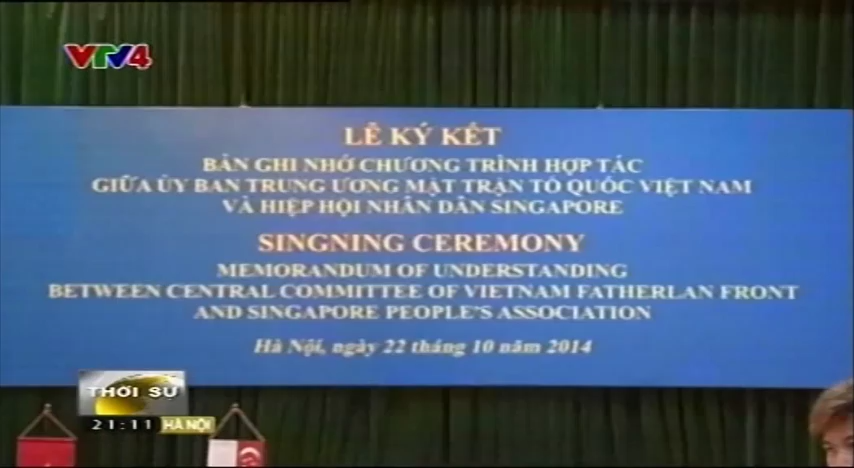 VTV4
LỄ KÝ KẾT
BẢN GHI NHỚ CHƯƠNG TRÌNH HỢP TÁC
GIỮA ỦY BAN TRUNG ƯƠNG MẶT TRẬN TỔ QUỐC VIỆT NAM
VÀ HIỆP HỘI NHÂN DÂN SINGAPORE
SINGNING CEREMONY
MEMORANDUM OF UNDERSTANDING
BETWEEN CENTRAL COMMITTEE OF VIETNAM FATHERLAN FRONT
AND SINGAPORE PEOPLE'S ASSOCIATION
Hà Nội, ngày 22 tháng 10 năm 2014
THỜI SỰ
21:11 HÀ NỘI